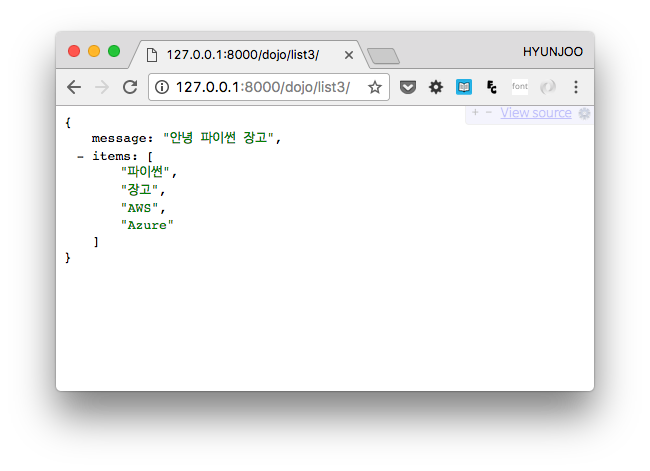 127.0.0.1:8000/dojo/list3/
HYUNJOO
127.0.0.1:8000/dojo/list3/
font
+ - View source
{
message: "안녕 파이썬 장고",
- items: [
"파이썬",
"장고",
"AWS",
"Azure"
]
}